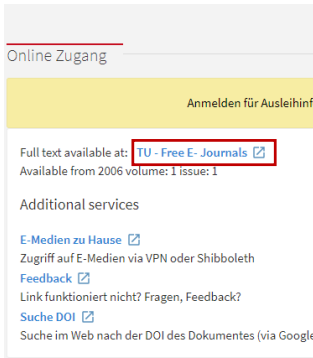 Online Zugang
Anmelden für Ausleihinf
Full text available at: TU - Free E- Journals
Available from 2006 volume: 1 issue: 1
Additional services
E-Medien zu Hause
Zugriff auf E-Medien via VPN oder Shibboleth
Feedback
Link funktioniert nicht? Fragen, Feedback?
Suche DOI
Suche im Web nach der DOI des Dokumentes (via Google